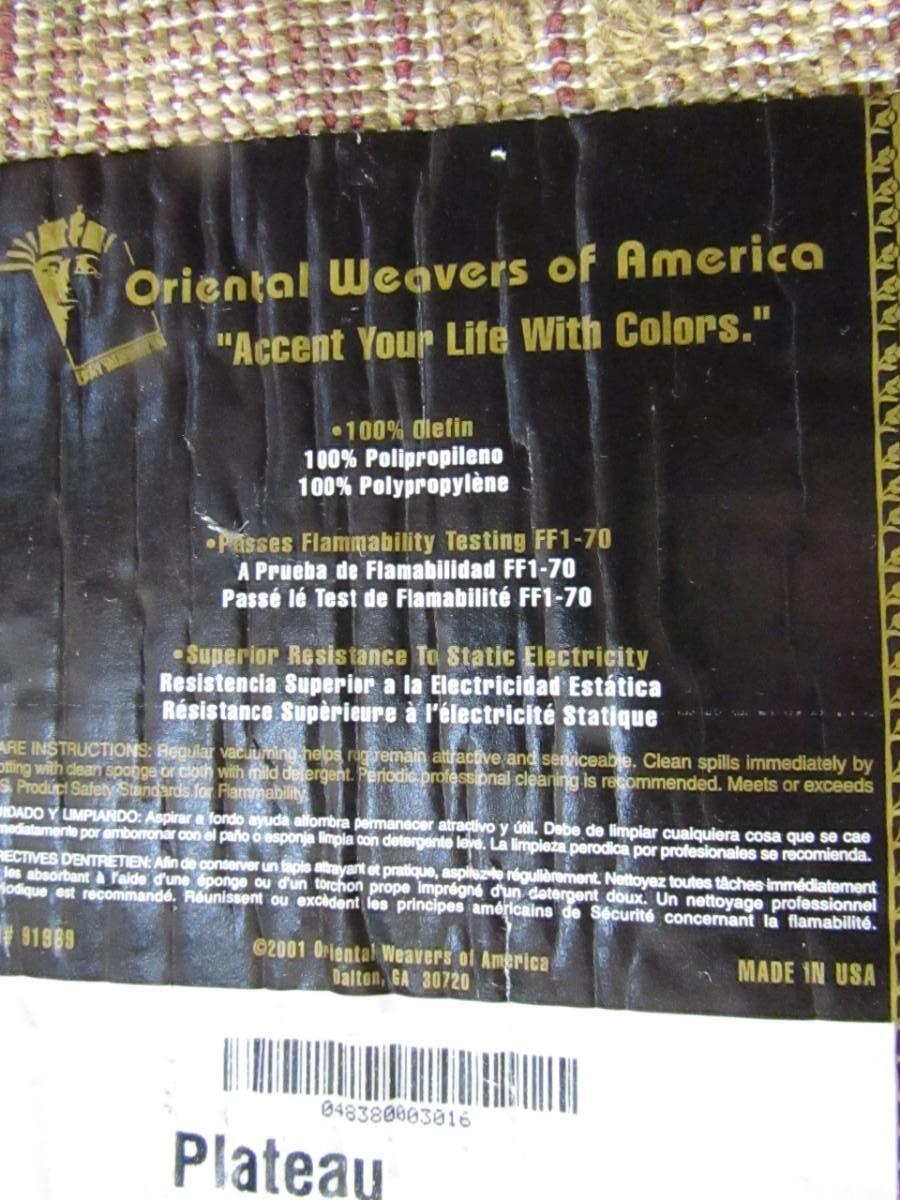 Oriental Weavers of America
"Accent Your Life With Colors."
•100% Olefin
100% Polipropileno
100% Polypropylène
•Passes Flammability Testing FF1-70
A Prueba de Flamabilidad FF1-70
Passé lé Test de Flamabilité FF1-70
•Superior Resistance To Static Electricity
Resistencia Superior a la Electricidad Estática
Résistance Supèrieure à l'électricité Statique
ARE INSTRUCTIONS: Regular vacuuming helps rug remain attractive and serviceable. Clean spills immediately by
otting with clean sponge or cloth with mild detergent. Periodic professional cleaning is recommended. Meets or exceeds
S. Product Safety Standards for Flammability.
IDADO Y LIMPIANDO: Aspirar a fondo ayuda alfombra permanecer atractivo y útil. Debe de limpiar cualquiera cosa que se cae
mediatamente por emborronar con el paño o esponja limpia con detergente leve. La limpieza perodica por profesionales se recomienda.
RECTIVES D'ENTRETIEN: Afin de conserver un tapis attrayant et pratique, aspilez-le régulièrement. Nettoyez toutes tâches immédiatement
les absorbant à l'aide d'une éponge ou d'un torchon prope imprégné d'un detergent doux. Un nettoyage professionnel
iodique est recommandé. Réunissent ou excèdent les principes américains de Sécurité concernant la flamabilité.
# 91989
©2001 Oriental Weavers of America
Dalton, GA 30720
MADE IN USA
048380003016
Plateau